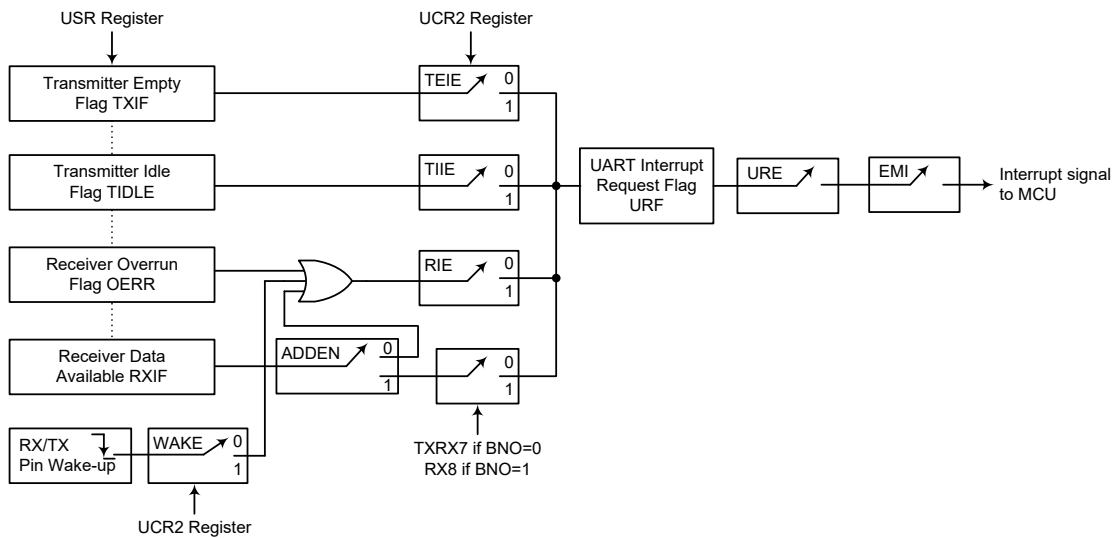 USR Register
UCR2 Register
Transmitter Empty
Flag TXIF
TEIE
0
1
Transmitter Idle
Flag TIDLE
TIIE
0
1
UART Interrupt
Request Flag
URF
URE
EMI
Interrupt signal
to MCU
Receiver Overrun
Flag OERR
RIE
0
1
Receiver Data
Available RXIF
ADDEN
0
1
0
1
TXRX7 if BNO=0
RX8 if BNO=1
RX/TX
Pin Wake-up
WAKE
0
1
UCR2 Register